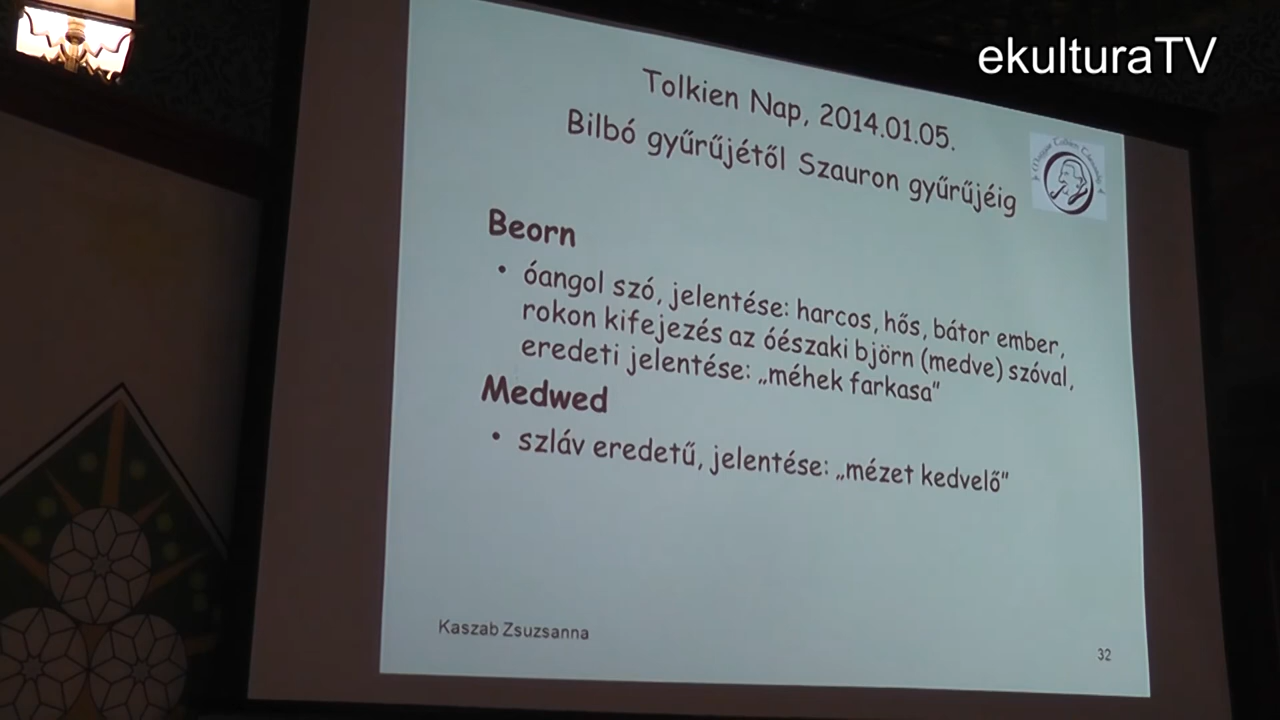 ekulturaTV
Tolkien Nap, 2014.01.05.
Bilbó gyűrűjétől Szauron gyűrűjéig
Beorn
• óangol szó, jelentése: harcos, hős, bátor ember,
rokon kifejezés az óészaki björn (medve) szóval,
eredeti jelentése: „méhek farkasa”
Medwed
• szláv eredetű, jelentése: „mézet kedvelő”
Kaszab Zsuzsanna
32